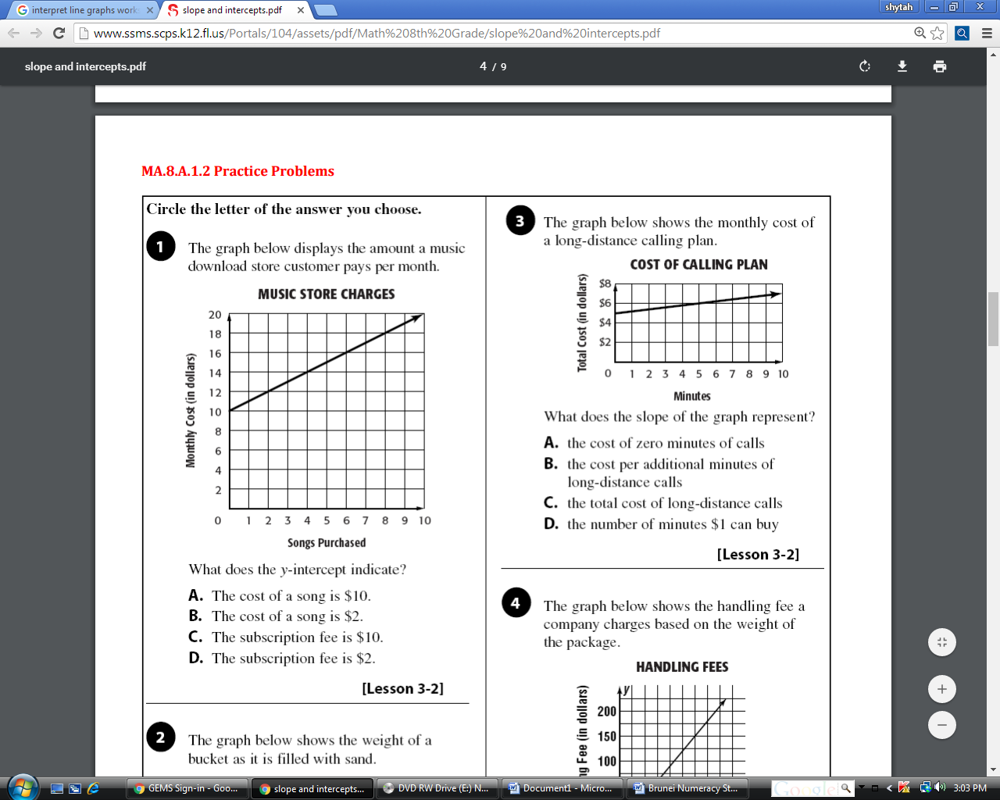 interpret line graphs work
slope and intercepts.pdf
shytah
www.ssms.scps.k12.fl.us/Portals/104/assets/pdf/Math%208th%20Grade/slope%20and%20intercepts.pdf
slope and intercepts.pdf
4 / 9
MA.8.A.1.2 Practice Problems
Circle the letter of the answer you choose.
1
The graph below displays the amount a music
download store customer pays per month.
MUSIC STORE CHARGES
Monthly Cost (in dollars)
20
18
16
14
12
10
8
6
4
2
0 1 2 3 4 5 6 7 8 9 10
Songs Purchased
What does the y-intercept indicate?
A. The cost of a song is $10.
B. The cost of a song is $2.
C. The subscription fee is $10.
D. The subscription fee is $2.
[Lesson 3-2]
2
The graph below shows the weight of a
bucket as it is filled with sand.
3
The graph below shows the monthly cost of
a long-distance calling plan.
COST OF CALLING PLAN
Total Cost (in dollars)
$8
$6
$4
$2
0 1 2 3 4 5 6 7 8 9 10
Minutes
What does the slope of the graph represent?
A. the cost of zero minutes of calls
B. the cost per additional minutes of
long-distance calls
C. the total cost of long-distance calls
D. the number of minutes $1 can buy
[Lesson 3-2]
4
The graph below shows the handling fee a
company charges based on the weight of
the package.
HANDLING FEES
ng Fee (in dollars)
y
200
150
100
GEMS Sign-in - Goo...
slope and intercepts...
DVD RW Drive (E:) N...
Document1 - Micro...
Brunei Numeracy St...
Google
3:03 PM